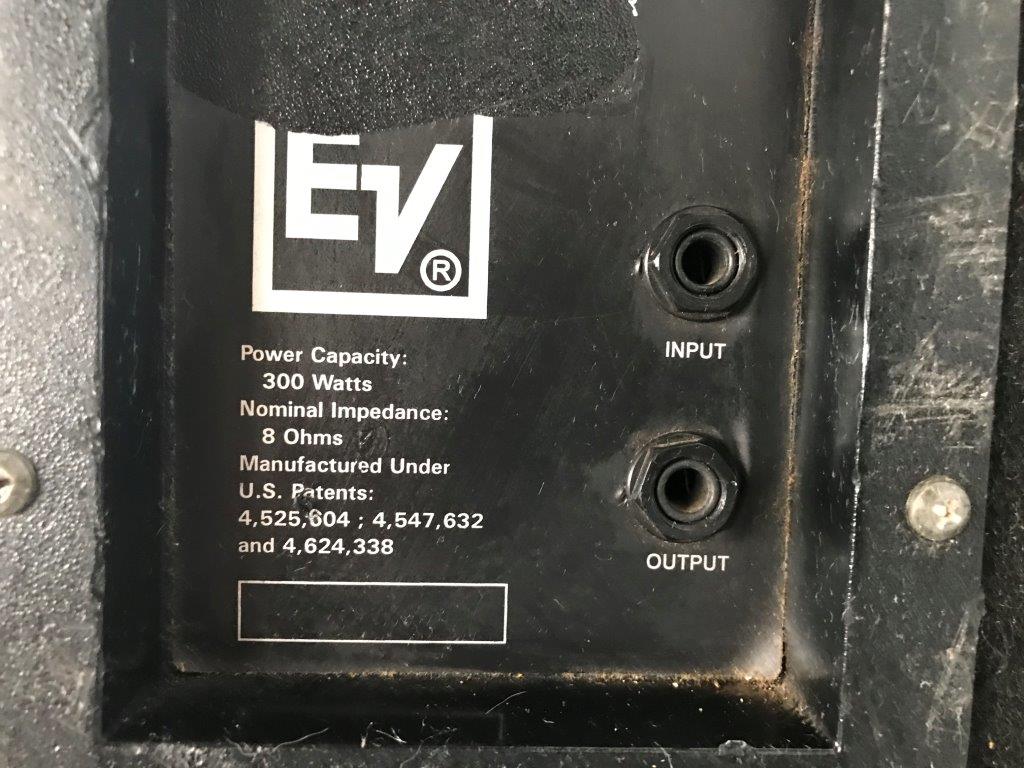 EV®
Power Capacity:
300 Watts
Nominal Impedance:
8 Ohms
Manufactured Under
U.S. Patents:
4,525,604 ; 4,547,632
and 4,624,338
INPUT
OUTPUT